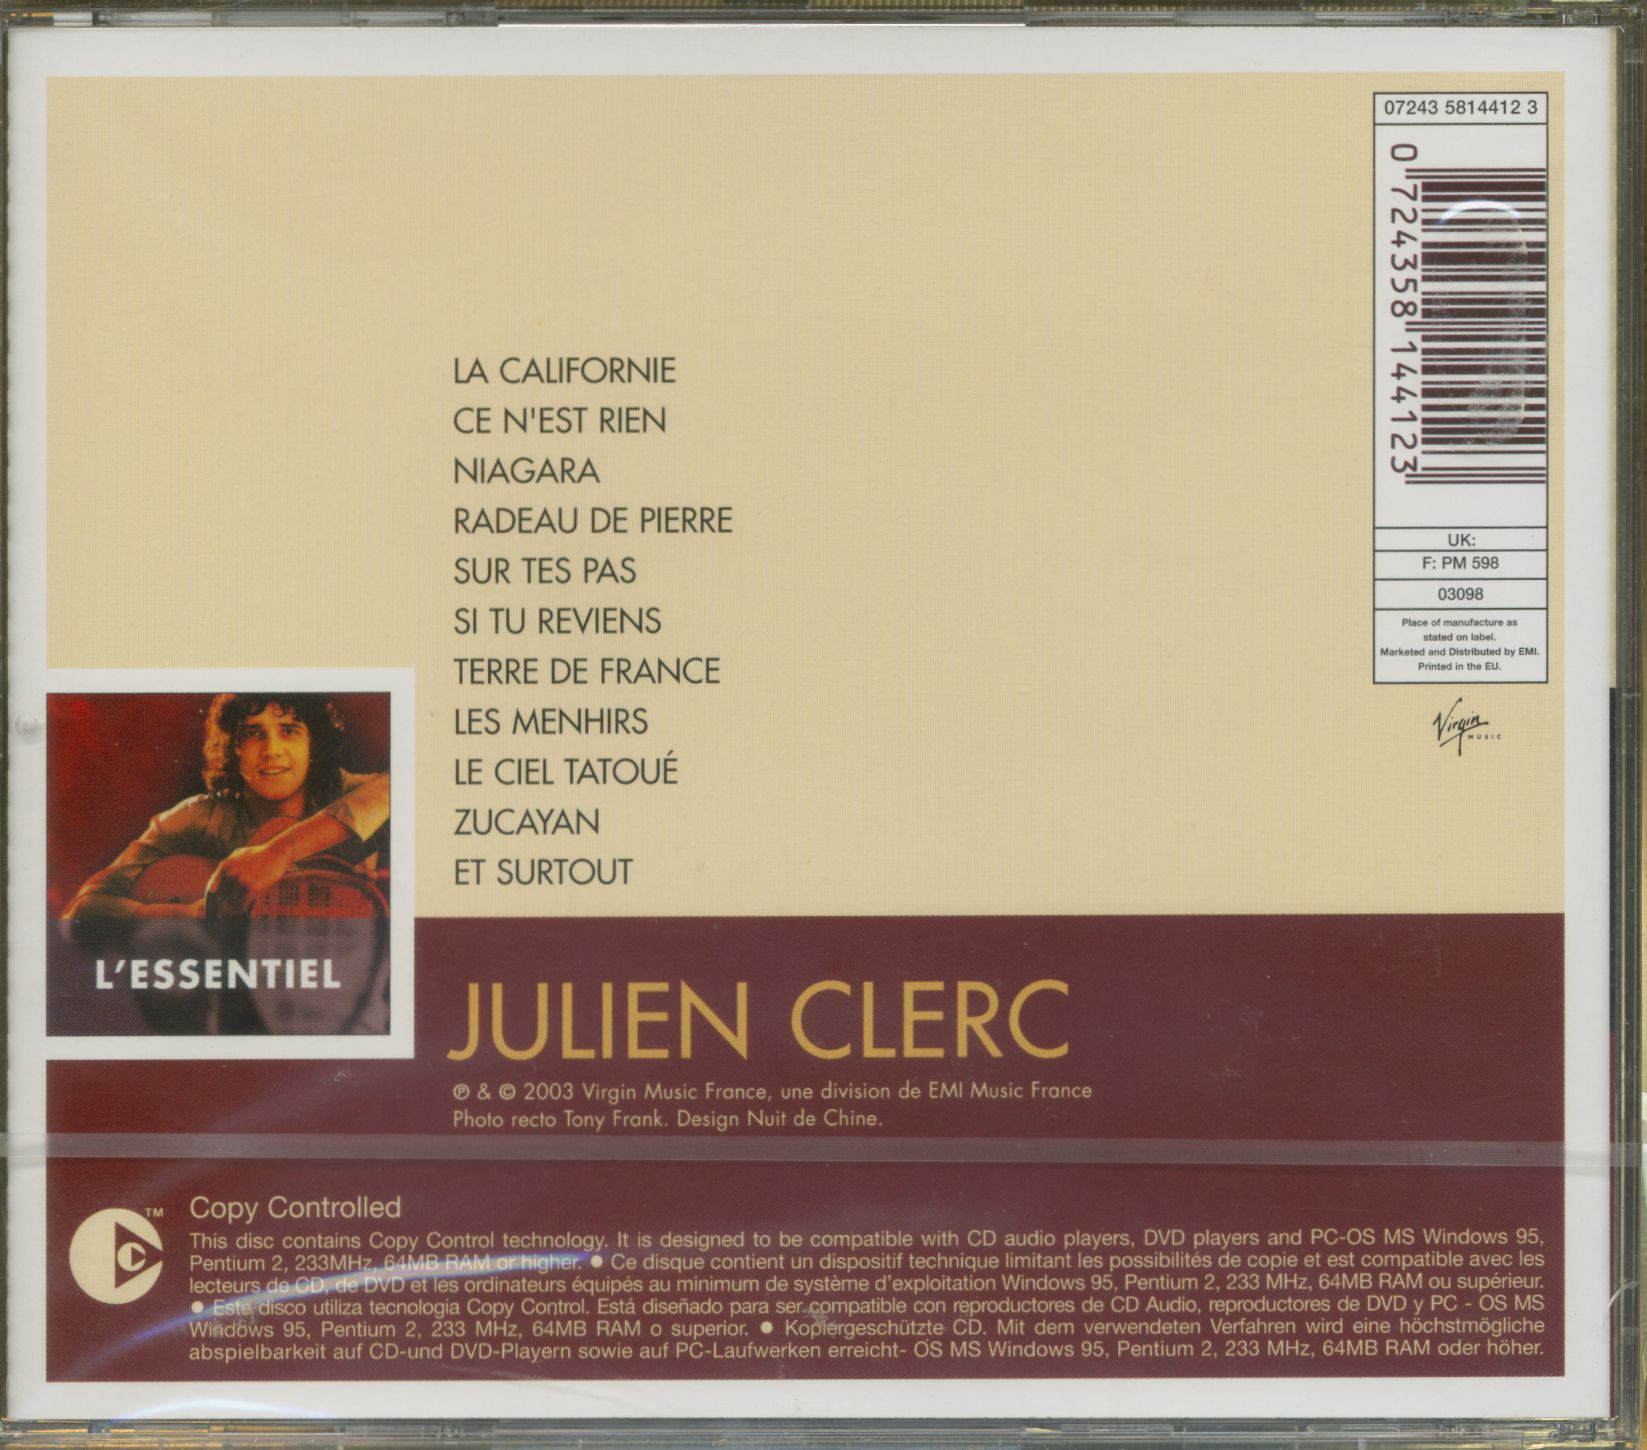 07243 5814412 3
0 724358 144123
UK:
F: PM 598
03098
Place of manufacture as
stated on label.
Marketed and Distributed by EMI.
Printed in the EU.
Virgin
MUSIC
LA CALIFORNIE
CE N'EST RIEN
NIAGARA
RADEAU DE PIERRE
SUR TES PAS
SI TU REVIENS
TERRE DE FRANCE
LES MENHIRS
LE CIEL TATOUÉ
ZUCAYAN
ET SURTOUT
L'ESSENTIEL
JULIEN CLERC
℗ & © 2003 Virgin Music France, une division de EMI Music France
Photo recto Tony Frank. Design Nuit de Chine.
C TM
Copy Controlled
This disc contains Copy Control technology. It is designed to be compatible with CD audio players, DVD players and PC-OS MS Windows 95,
Pentium 2, 233MHz, 64MB RAM or higher. ● Ce disque contient un dispositif technique limitant les possibilités de copie et est compatible avec les
lecteurs de CD, de DVD et les ordinateurs équipés au minimum de système d'exploitation Windows 95, Pentium 2, 233 MHz, 64MB RAM ou supérieur.
● Este disco utiliza tecnologia Copy Control. Está diseñado para ser compatible con reproductores de CD Audio, reproductores de DVD y PC - OS MS
Windows 95, Pentium 2, 233 MHz, 64MB RAM o superior. ● Kopiergeschützte CD. Mit dem verwendeten Verfahren wird eine höchstmögliche
abspielbarkeit auf CD-und DVD-Playern sowie auf PC-Laufwerken erreicht- OS MS Windows 95, Pentium 2, 233 MHz, 64MB RAM oder höher.